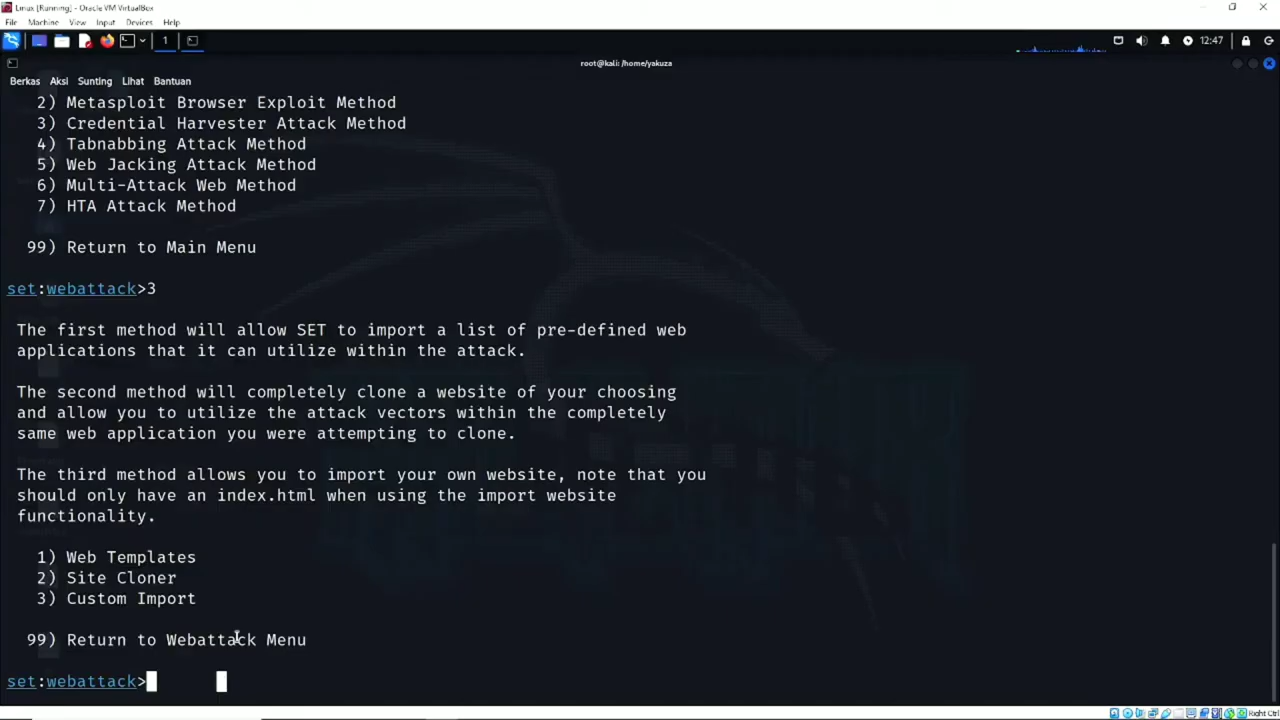 Linux [Running] - Oracle VM VirtualBox
File Machine View Input Devices Help
1
12:47
root@kali: /home/yakuza
Berkas Aksi Sunting Lihat Bantuan
2) Metasploit Browser Exploit Method
3) Credential Harvester Attack Method
4) Tabnabbing Attack Method
5) Web Jacking Attack Method
6) Multi-Attack Web Method
7) HTA Attack Method
99) Return to Main Menu
set:webattack>3
The first method will allow SET to import a list of pre-defined web
applications that it can utilize within the attack.
The second method will completely clone a website of your choosing
and allow you to utilize the attack vectors within the completely
same web application you were attempting to clone.
The third method allows you to import your own website, note that you
should only have an index.html when using the import website
functionality.
1) Web Templates
2) Site Cloner
3) Custom Import
99) Return to Webattack Menu
set:webattack>
Right Ctrl